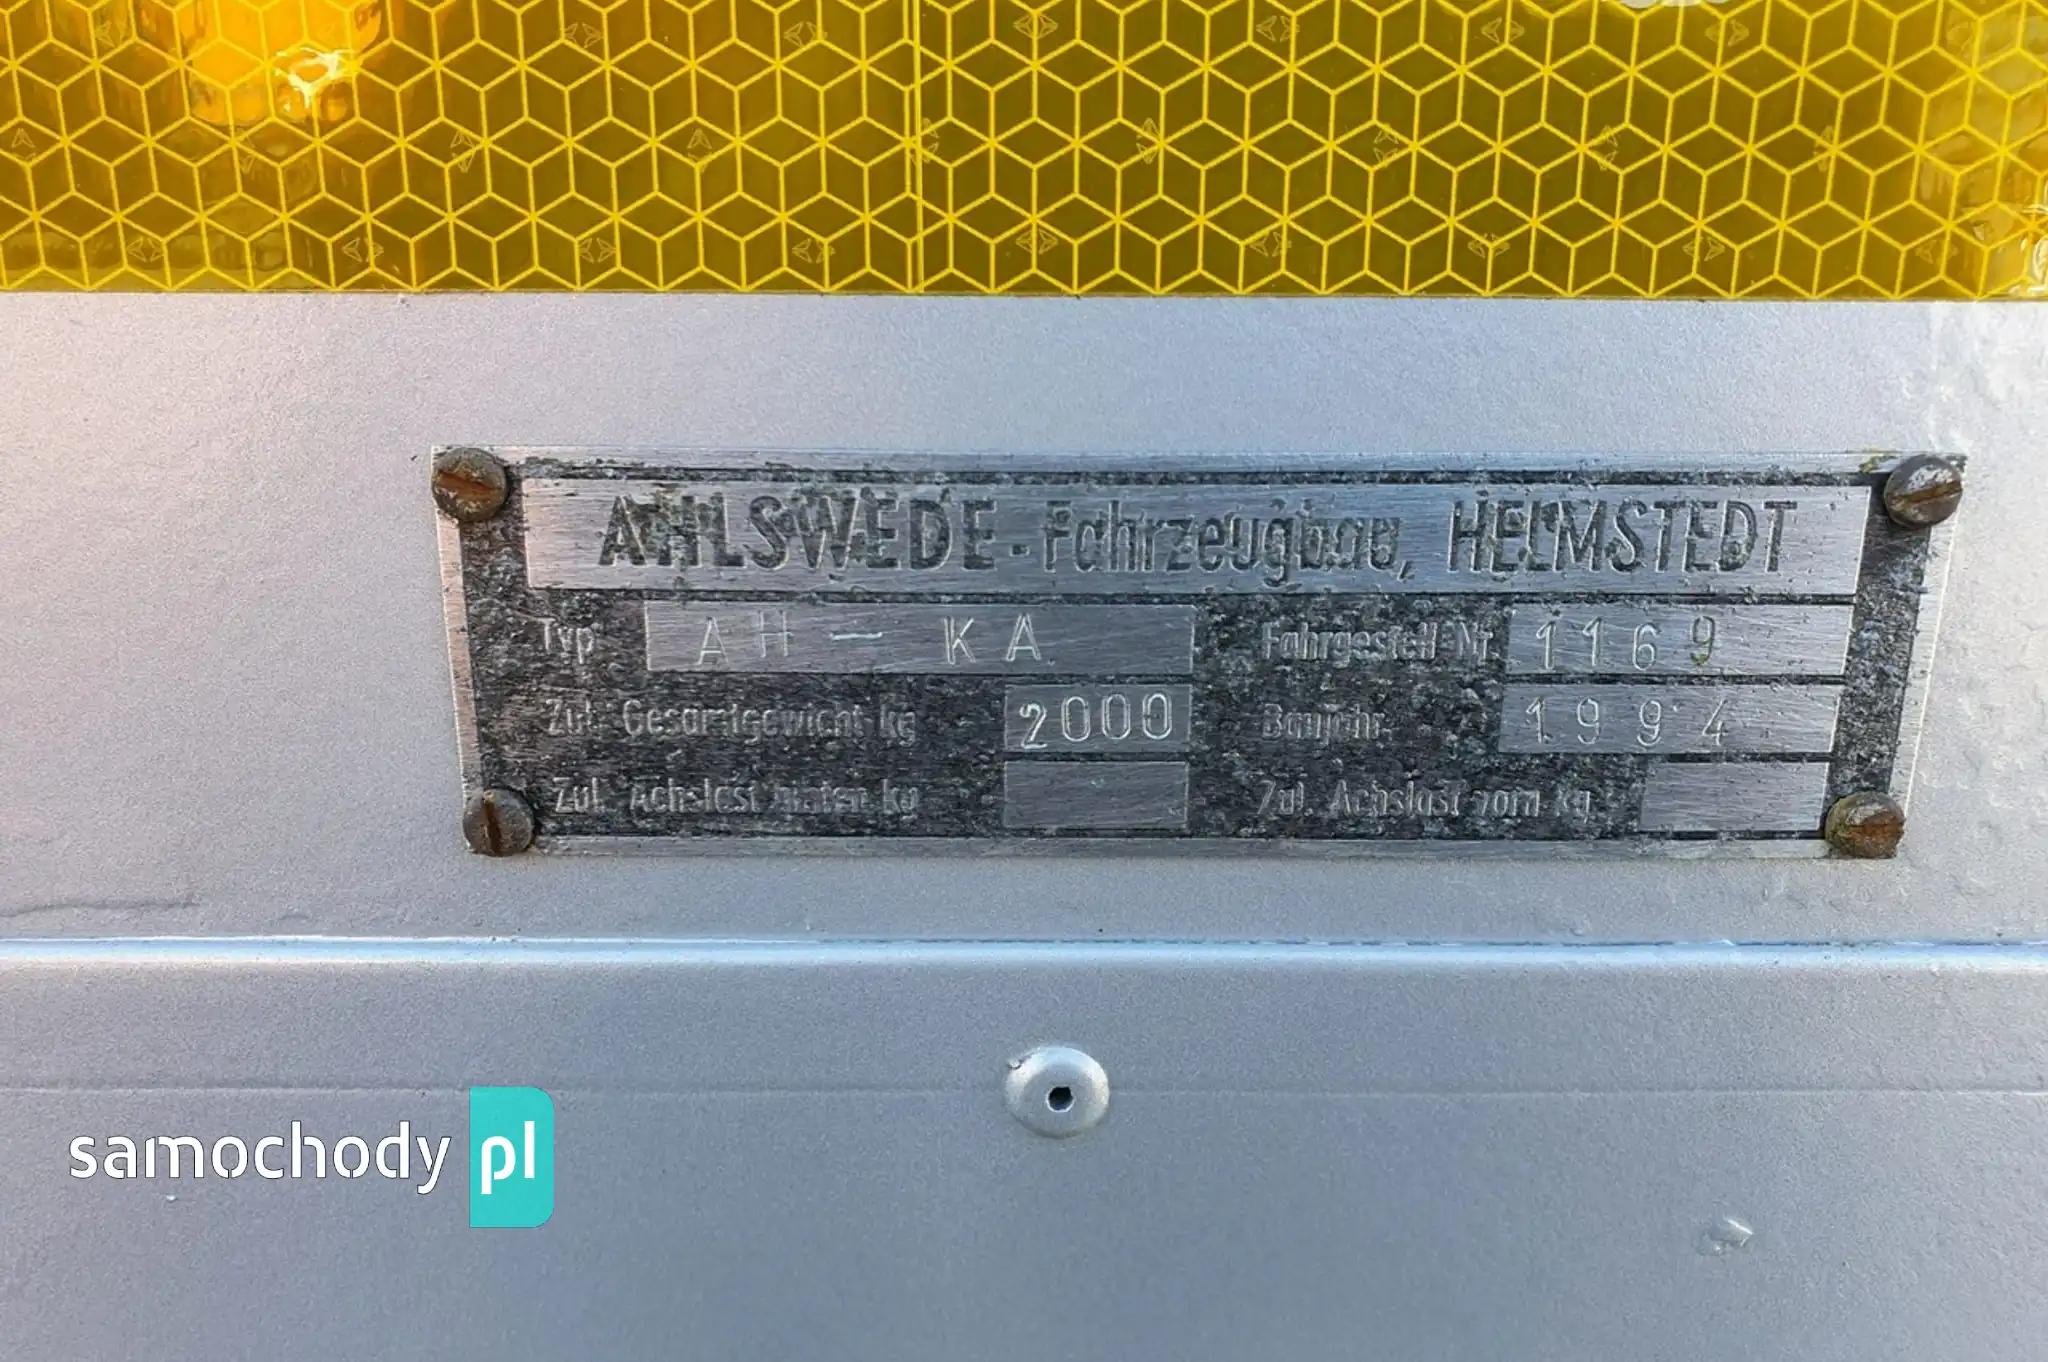 AHLSWEDE-Fahrzeugbau, HELMSTEDT
Typ AH - KA Fahrgestell Nr. 1169
Zul. Gesamtgewicht kg 2000 Baujahr 1994
Zul. Achslast hinten kg Zul. Achslast vorn kg
samochody pl